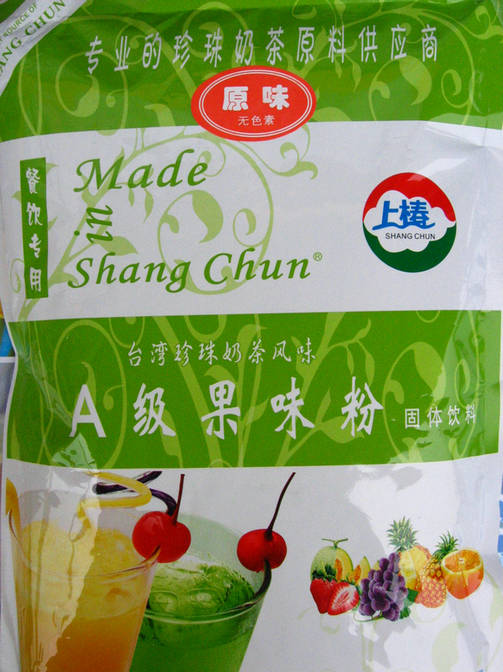 SOURCE OF
SHANG CHUN
专业的珍珠奶茶原料供应商
原味
无色素
餐饮专用
Made
in
Shang Chun®
上椿
SHANG CHUN
台湾珍珠奶茶风味
A级果味粉 固体饮料